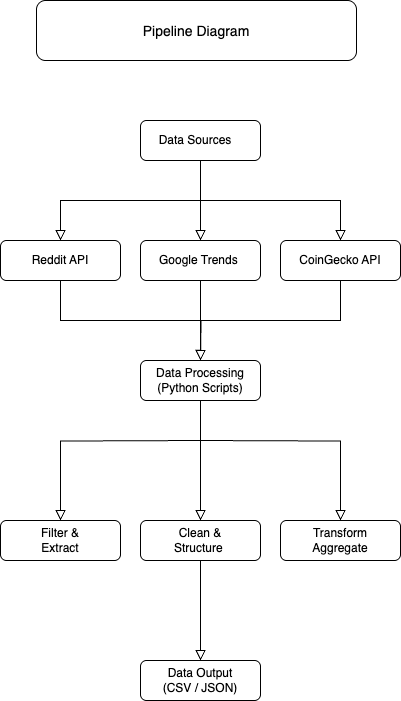 Pipeline Diagram
Data Sources
Reddit API
Google Trends
CoinGecko API
Data Processing
(Python Scripts)
Filter &
Extract
Clean &
Structure
Transform
Aggregate
Data Output
(CSV / JSON)